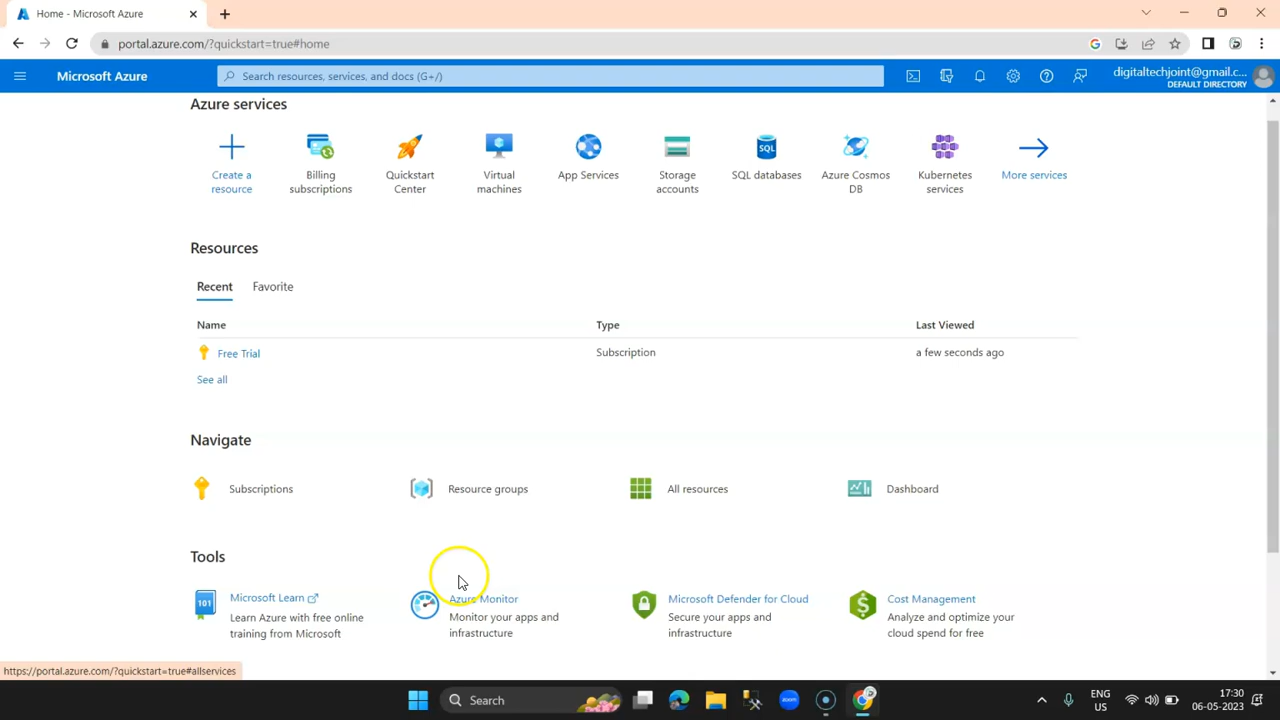 Home - Microsoft Azure
portal.azure.com/?quickstart=true#home
Microsoft Azure
Search resources, services, and docs (G+/)
digitaltechjoint@gmail.c...
DEFAULT DIRECTORY
Azure services
Create a resource
Billing subscriptions
Quickstart Center
Virtual machines
App Services
Storage accounts
SQL databases
Azure Cosmos DB
Kubernetes services
More services
Resources
Recent Favorite
Name Type Last Viewed
Free Trial Subscription a few seconds ago
See all
Navigate
Subscriptions Resource groups All resources Dashboard
Tools
Microsoft Learn
Learn Azure with free online
training from Microsoft
Azure Monitor
Monitor your apps and
infrastructure
Microsoft Defender for Cloud
Secure your apps and
infrastructure
Cost Management
Analyze and optimize your
cloud spend for free
https://portal.azure.com/?quickstart=true#allservices
Search
ENG
US
17:30
06-05-2023